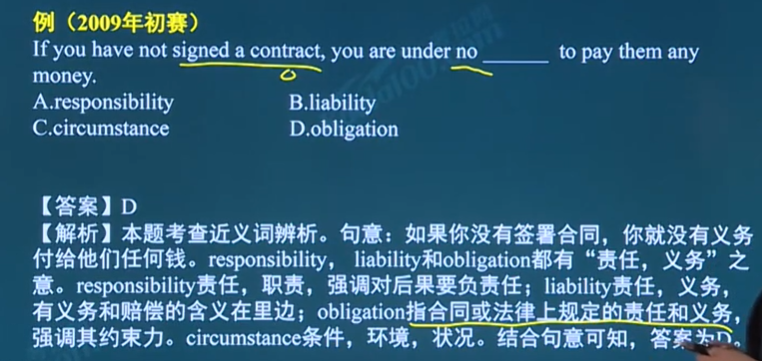 例（2009年初赛）
If you have not signed a contract, you are under no ______ to pay them any
money.
A.responsibility B.liability
C.circumstance D.obligation
【答案】D
【解析】本题考查近义词辨析。句意：如果你没有签署合同，你就没有义务
付给他们任何钱。responsibility， liability和obligation都有“责任，义务”之
意。responsibility责任，职责，强调对后果要负责任；liability责任，义务，
有义务和赔偿的含义在里边；obligation指合同或法律上规定的责任和义务，
强调其约束力。circumstance条件，环境，状况。结合句意可知，答案为D。